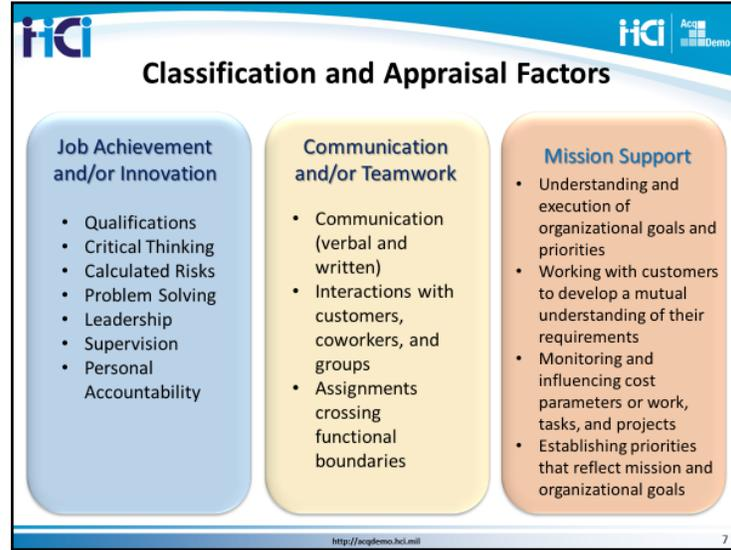 HCi
HCi
Acq
Demo
Classification and Appraisal Factors
Job Achievement
and/or Innovation
• Qualifications
• Critical Thinking
• Calculated Risks
• Problem Solving
• Leadership
• Supervision
• Personal
Accountability
Communication
and/or Teamwork
• Communication
(verbal and
written)
• Interactions with
customers,
coworkers, and
groups
• Assignments
crossing
functional
boundaries
Mission Support
• Understanding and
execution of
organizational goals and
priorities
• Working with customers
to develop a mutual
understanding of their
requirements
• Monitoring and
influencing cost
parameters or work,
tasks, and projects
• Establishing priorities
that reflect mission and
organizational goals
http://acqdemo.hci.mil
7